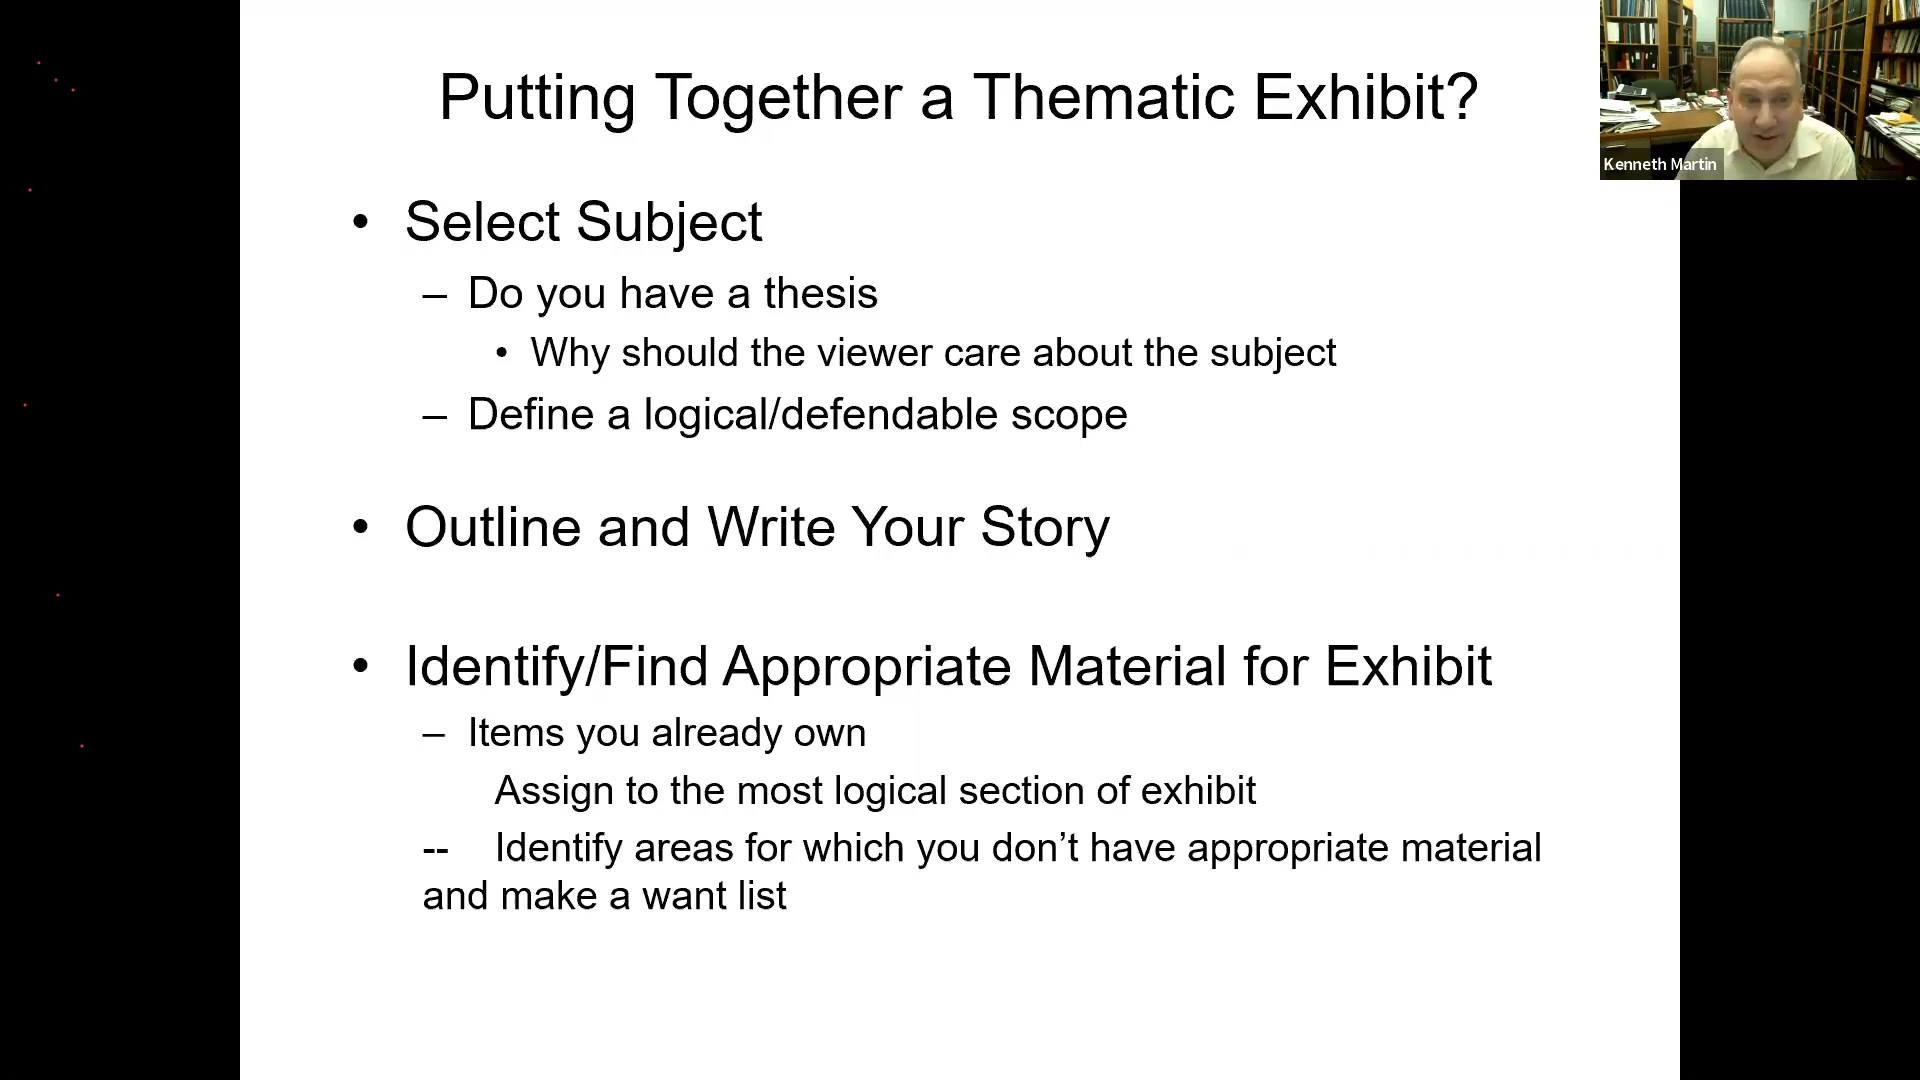 Putting Together a Thematic Exhibit?
Kenneth Martin
• Select Subject
– Do you have a thesis
• Why should the viewer care about the subject
– Define a logical/defendable scope
• Outline and Write Your Story
• Identify/Find Appropriate Material for Exhibit
– Items you already own
Assign to the most logical section of exhibit
-- Identify areas for which you don’t have appropriate material
and make a want list